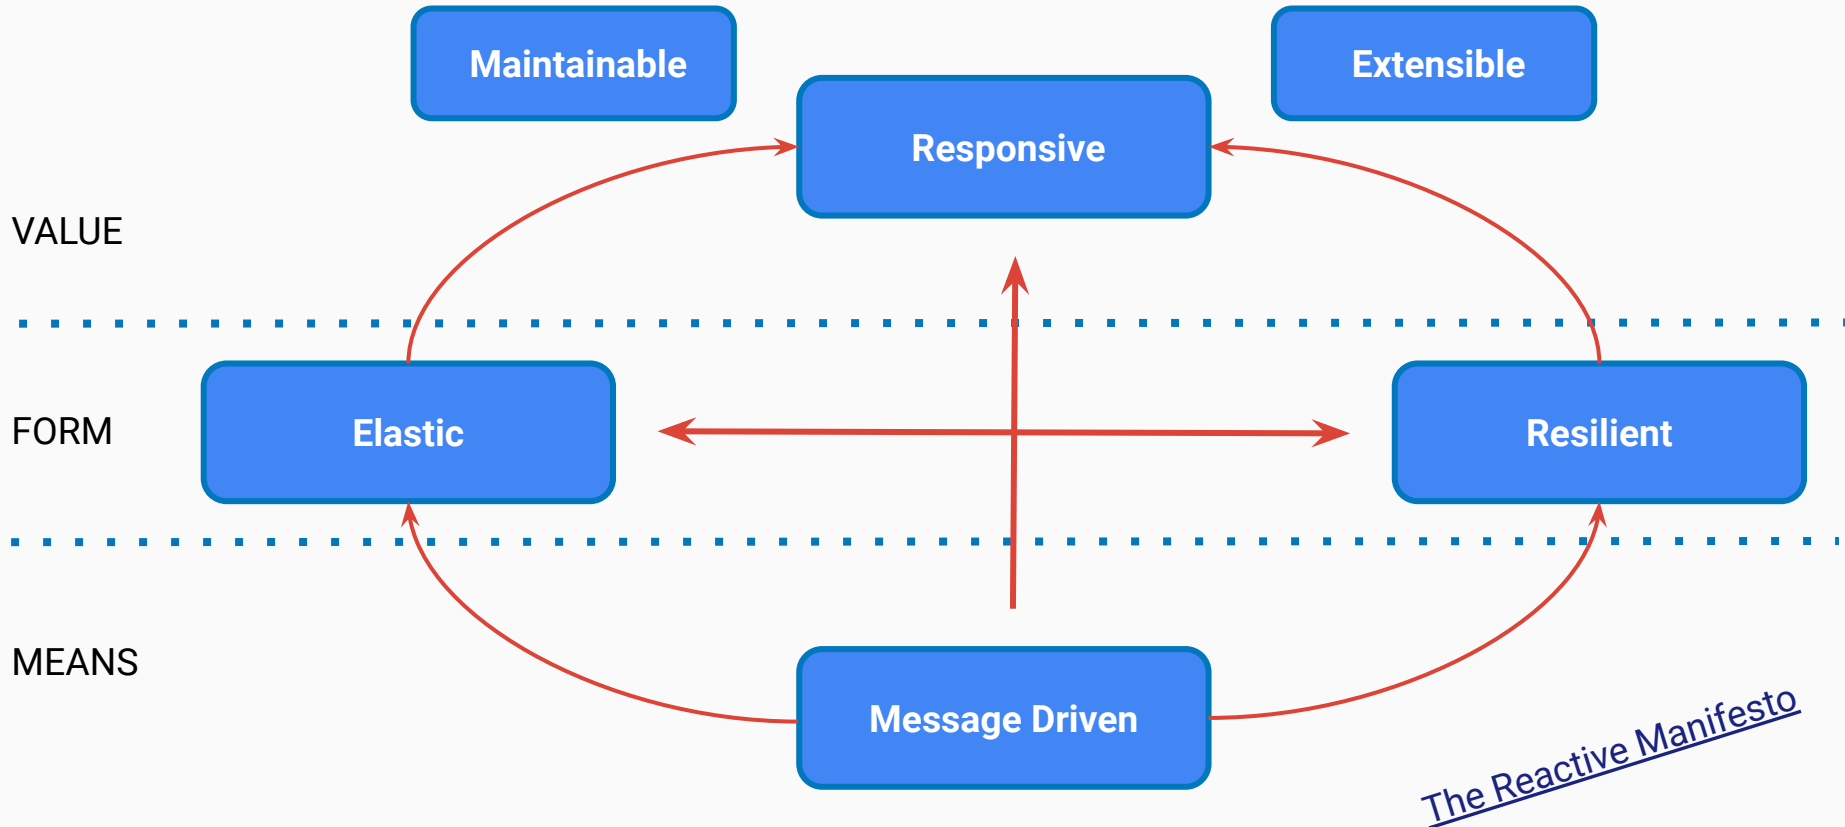 Maintainable
Extensible
Responsive
VALUE
FORM
Elastic
Resilient
MEANS
Message Driven
The Reactive Manifesto